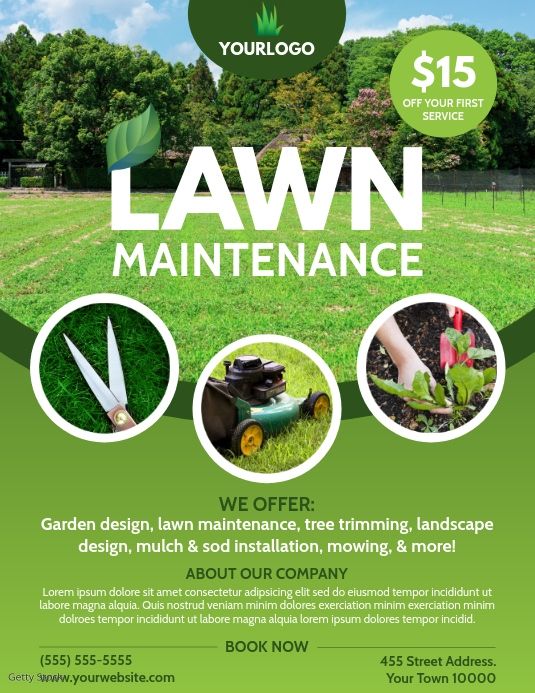 YOURLOGO
$15
OFF YOUR FIRST
SERVICE
LAWN
MAINTENANCE
WE OFFER:
Garden design, lawn maintenance, tree trimming, landscape
design, mulch & sod installation, mowing, & more!
ABOUT OUR COMPANY
Lorem ipsum dolor sit amet consectetur adipsicing elit sed do eiusmod tempor incididunt ut
labore magna alquia. Quis nostrud veniam minim dolores exerciation minim exerciation minim
dolroes tempor incididunt ut labore magna alquia lorem ipsum dolores tempor incidid.
BOOK NOW
(555) 555-5555
www.yourwebsite.com
455 Street Address.
Your Town 10000
Getty